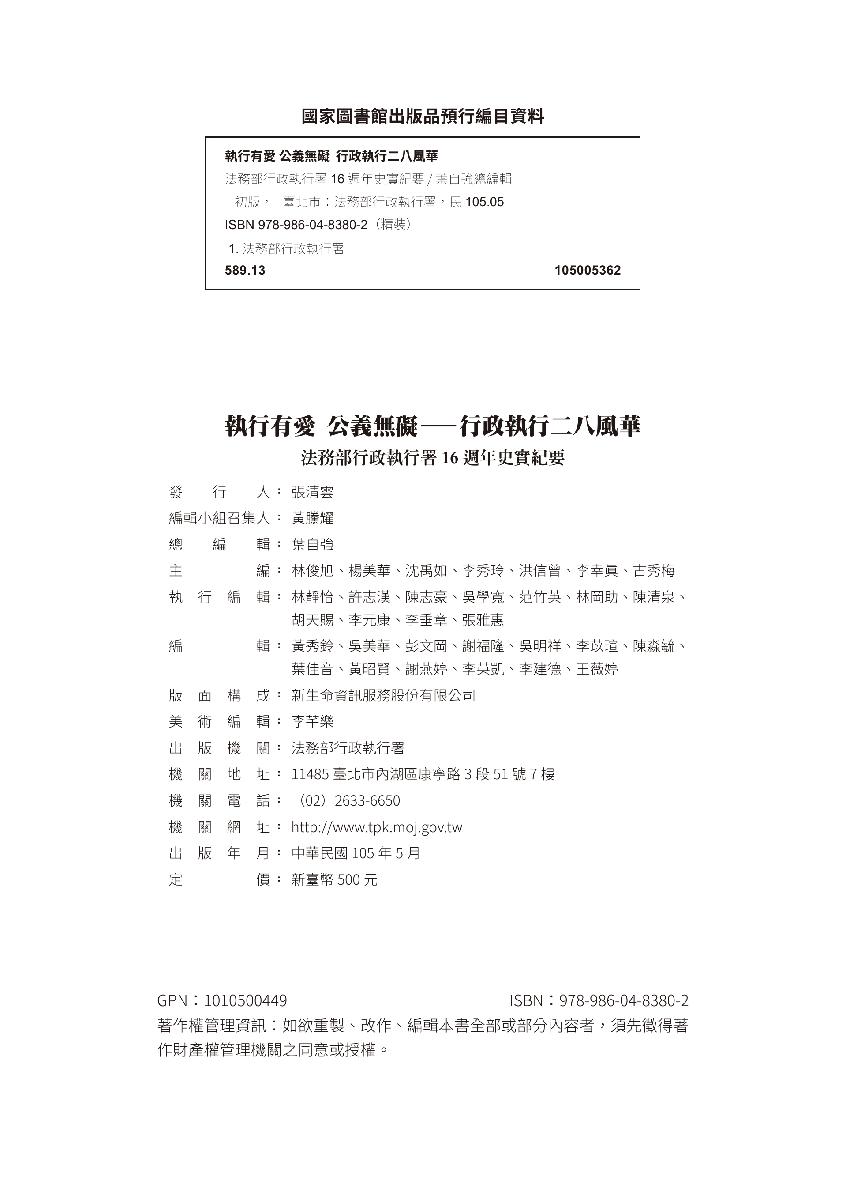 國家圖書館出版品預行編目資料
執行有愛 公義無礙 行政執行二八風華
法務部行政執行署 16 週年史實紀要 / 葉自強總編輯
初版， 臺北市：法務部行政執行署，民 105.05
ISBN 978-986-04-8380-2（精裝）
1. 法務部行政執行署
589.13 105005362
執行有愛 公義無礙——行政執行二八風華
法務部行政執行署 16 週年史實紀要
發行人：張清雲
編輯小組召集人：黃騰耀
總編輯：葉自強
主編：林俊旭、楊美華、沈禹如、李秀玲、洪信曾、李幸真、古秀梅
執行編輯：林靜怡、許志漢、陳志豪、吳學寬、范竹英、林岡助、陳清泉、
胡天賜、李元康、李垂章、張雅惠
編輯：黃秀鈴、吳美華、彭文岡、謝福隆、吳明祥、李苡瑄、陳淼毓、
葉佳音、黃昭賢、謝燕婷、李英凱、李建德、王薇婷
版面構成：新生命資訊服務股份有限公司
美術編輯：李芊樂
出版機關：法務部行政執行署
機關地址：11485 臺北市內湖區康寧路 3 段 51 號 7 樓
機關電話：（02）2633-6650
機關網址：http://www.tpk.moj.gov.tw
出版年月：中華民國 105 年 5 月
定價：新臺幣 500 元
GPN：1010500449 ISBN：978-986-04-8380-2
著作權管理資訊：如欲重製、改作、編輯本書全部或部分內容者，須先徵得著
作財產權管理機關之同意或授權。